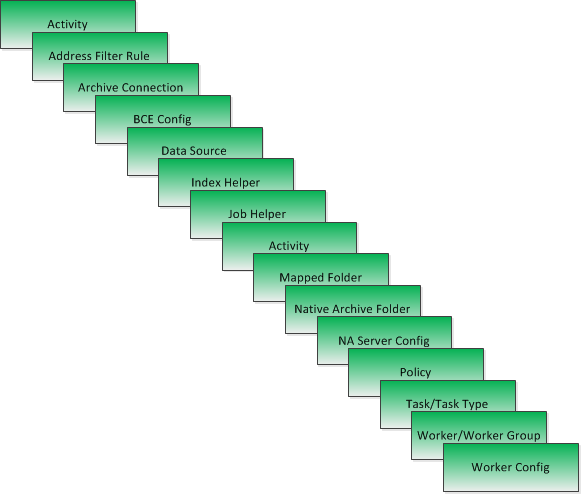 Activity
Address Filter Rule
Archive Connection
BCE Config
Data Source
Index Helper
Job Helper
Activity
Mapped Folder
Native Archive Folder
NA Server Config
Policy
Task/Task Type
Worker/Worker Group
Worker Config